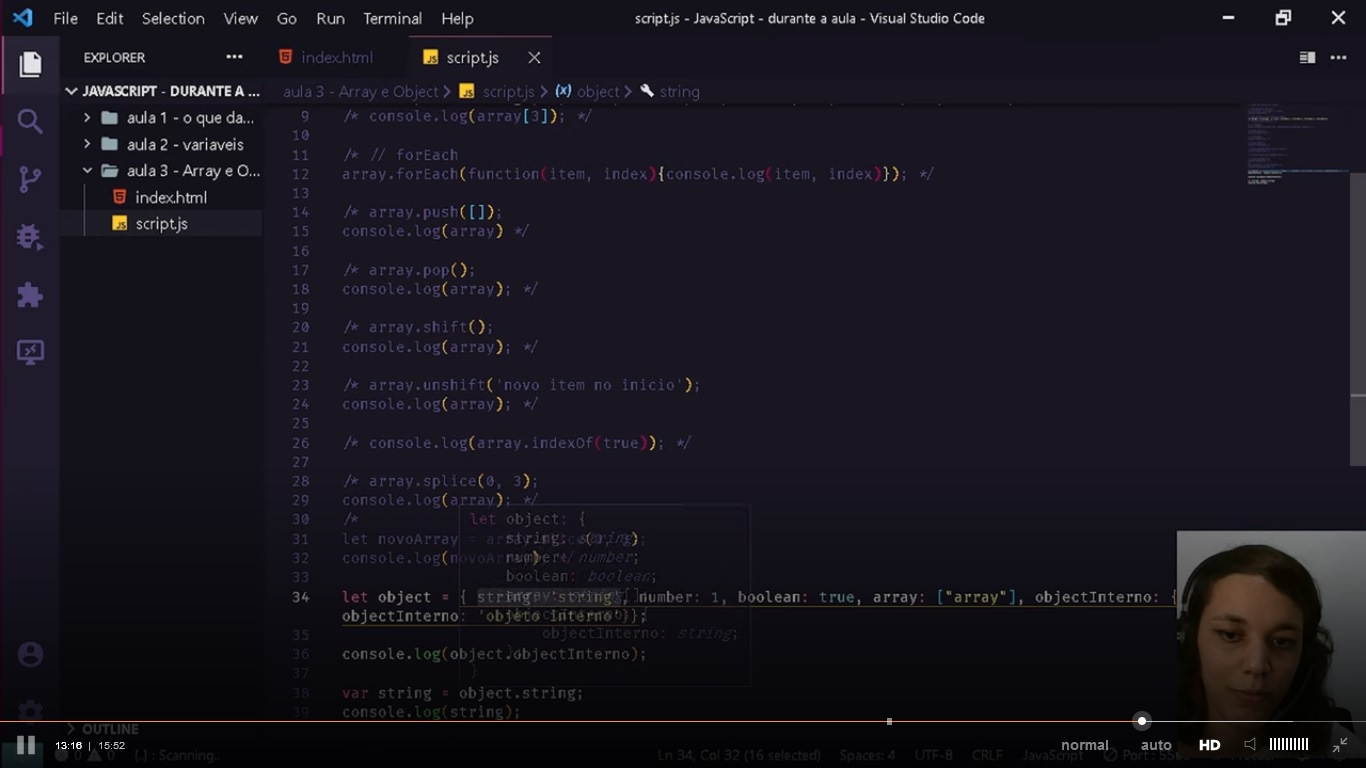 File Edit Selection View Go Run Terminal Help
script.js - JavaScript - durante a aula - Visual Studio Code
EXPLORER
index.html
script.js
JAVASCRIPT - DURANTE A ...
aula 3 - Array e Object > script.js > object > string
aula 1 - o que da...
aula 2 - variaveis
aula 3 - Array e O...
index.html
script.js
9 /* console.log(array[3]); */
10
11 /* // forEach
12 array.forEach(function(item, index){console.log(item, index)}); */
13
14 /* array.push([]);
15 console.log(array) */
16
17 /* array.pop();
18 console.log(array); */
19
20 /* array.shift();
21 console.log(array); */
22
23 /* array.unshift('novo item no inicio');
24 console.log(array); */
25
26 /* console.log(array.indexOf(true)); */
27
28 /* array.splice(0, 3);
29 console.log(array); */
30 /*
31 let novoArray =
32 console.log(novoArray); */
33
34 let object = { string: 'string', number: 1, boolean: true, array: ["array"], objectInterno: {
objectInterno: 'objeto interno'}};
35
36 console.log(object.objectInterno);
37
38 var string = object.string;
39 console.log(string);
let object: {
string: string;
number: number;
boolean: boolean;
objectInterno: string;
}
OUTLINE
13:16 | 15:52
normal auto HD
0 0 {.} : Scanning..
Ln 34, Col 32 (16 selected) Spaces: 4 UTF-8 CRLF JavaScript